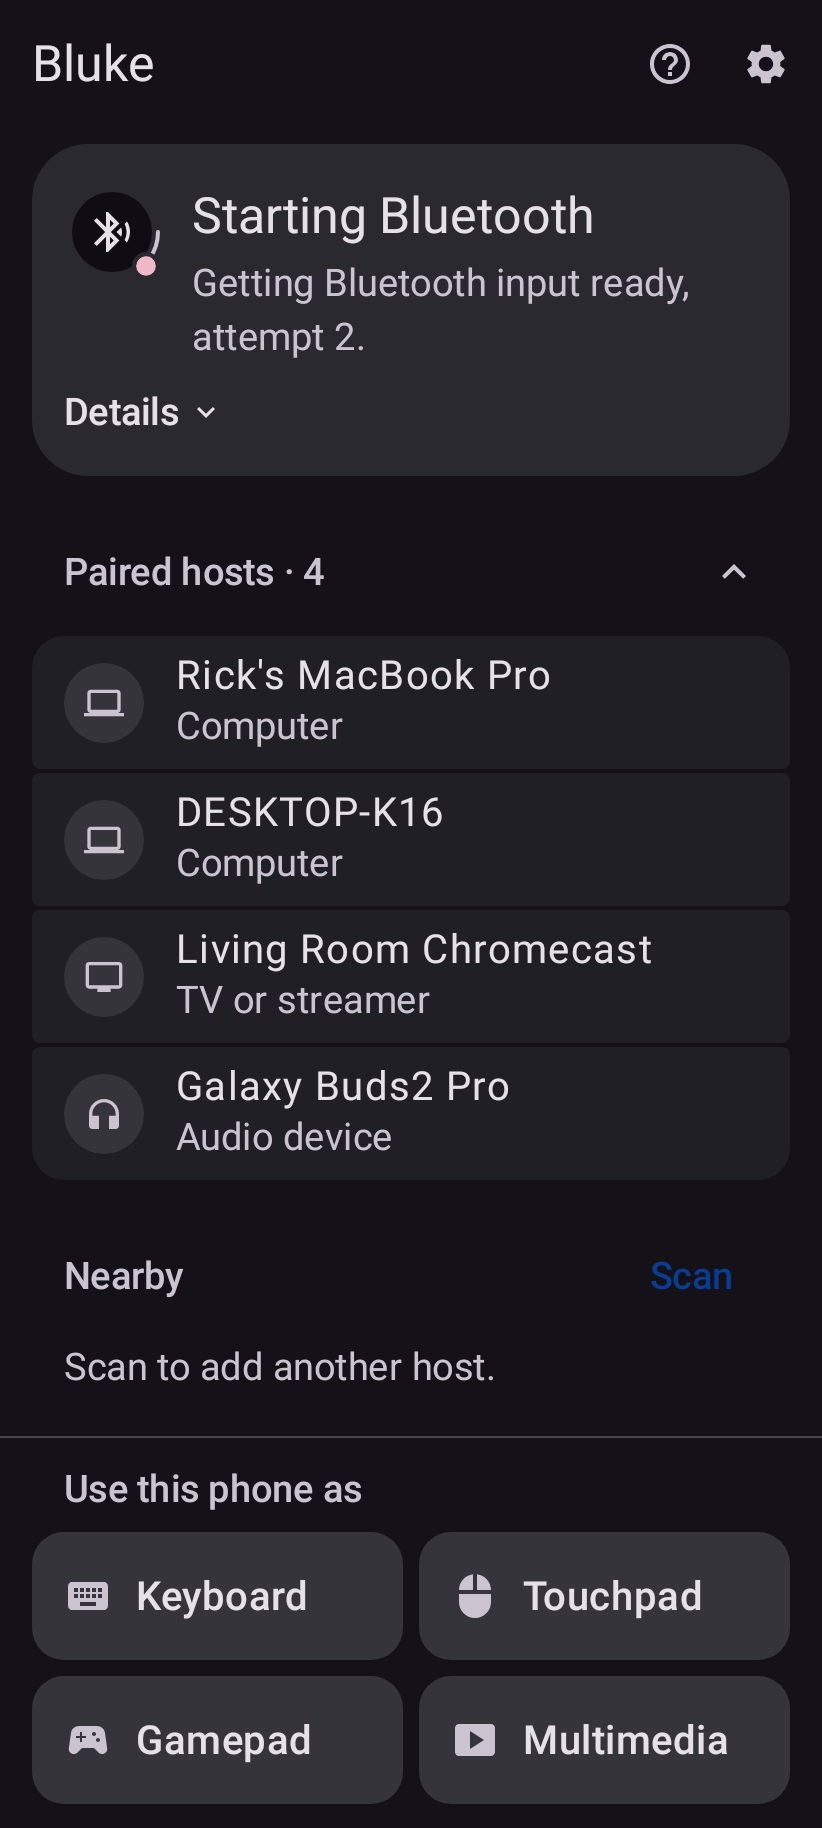 Bluke
Starting Bluetooth
Getting Bluetooth input ready,
attempt 2.
Details
Paired hosts · 4
Rick's MacBook Pro
Computer
DESKTOP-K16
Computer
Living Room Chromecast
TV or streamer
Galaxy Buds2 Pro
Audio device
Nearby
Scan
Scan to add another host.
Use this phone as
Keyboard
Touchpad
Gamepad
Multimedia